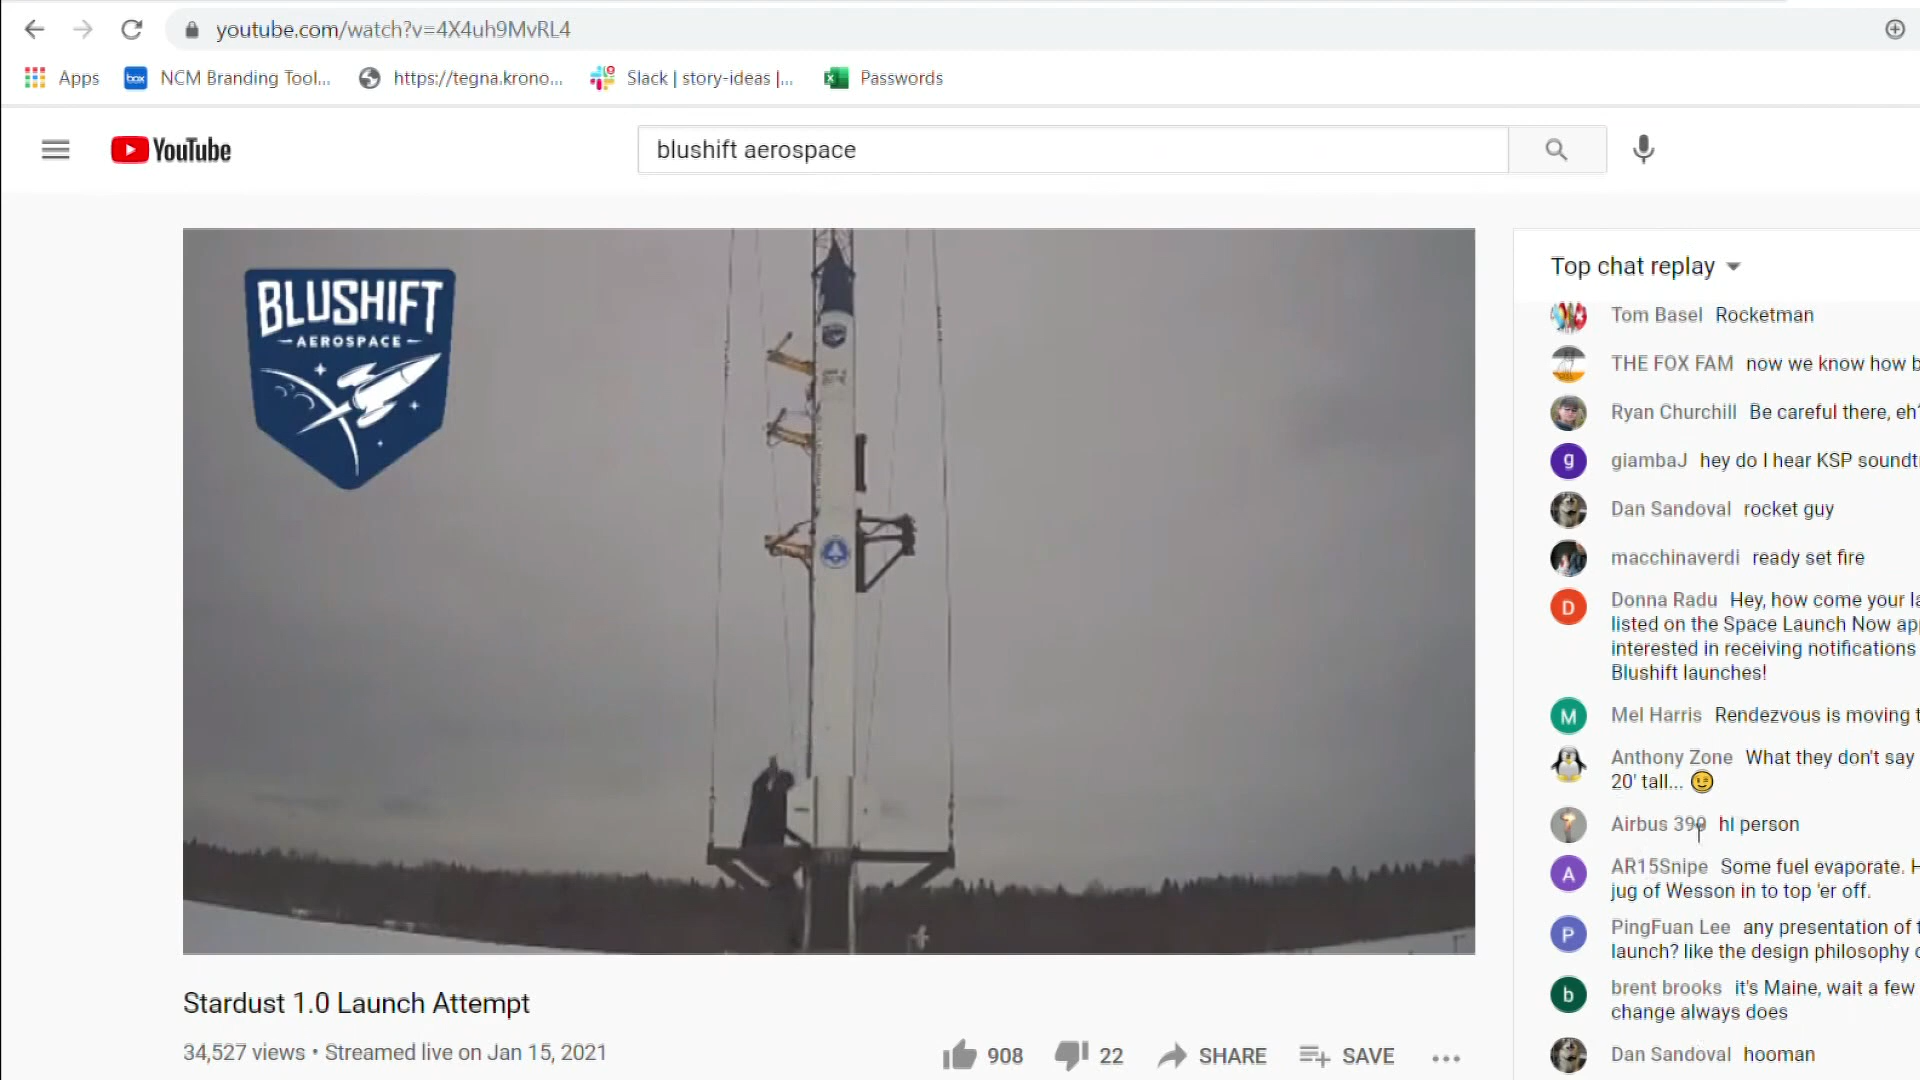 youtube.com/watch?v=4X4uh9MvRL4
Apps
box
NCM Branding Tool...
https://tegna.krono...
Slack | story-ideas |...
Passwords
YouTube
blushift aerospace
BLUSHIFT
AEROSPACE
Top chat replay
Tom Basel Rocketman
THE FOX FAM now we know how b
Ryan Churchill Be careful there, eh?
g
giambaJ hey do I hear KSP soundt
Dan Sandoval rocket guy
macchinaverdi ready set fire
D
Donna Radu Hey, how come your la
listed on the Space Launch Now app
interested in receiving notifications
Blushift launches!
M
Mel Harris Rendezvous is moving t
Anthony Zone What they don't say
20' tall... 😉
Airbus 390 hI person
A
AR15Snipe Some fuel evaporate. H
jug of Wesson in to top 'er off.
P
PingFuan Lee any presentation of t
launch? like the design philosophy o
b
brent brooks it's Maine, wait a few
change always does
Dan Sandoval hooman
Stardust 1.0 Launch Attempt
34,527 views • Streamed live on Jan 15, 2021
908
22
SHARE
SAVE